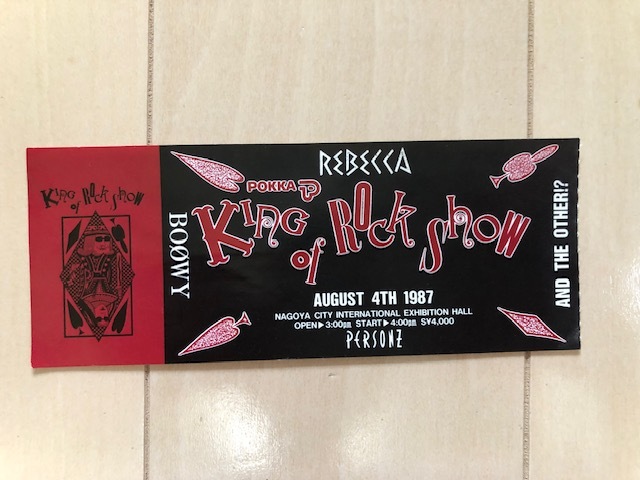 King of Rock Show
BOØWY
REBECCA
POKKA
King of Rock Show
AUGUST 4TH 1987
NAGOYA CITY INTERNATIONAL EXHIBITION HALL
OPEN▶3:00pm START▶4:00pm S¥4,000
PERSONZ
AND THE OTHER!?